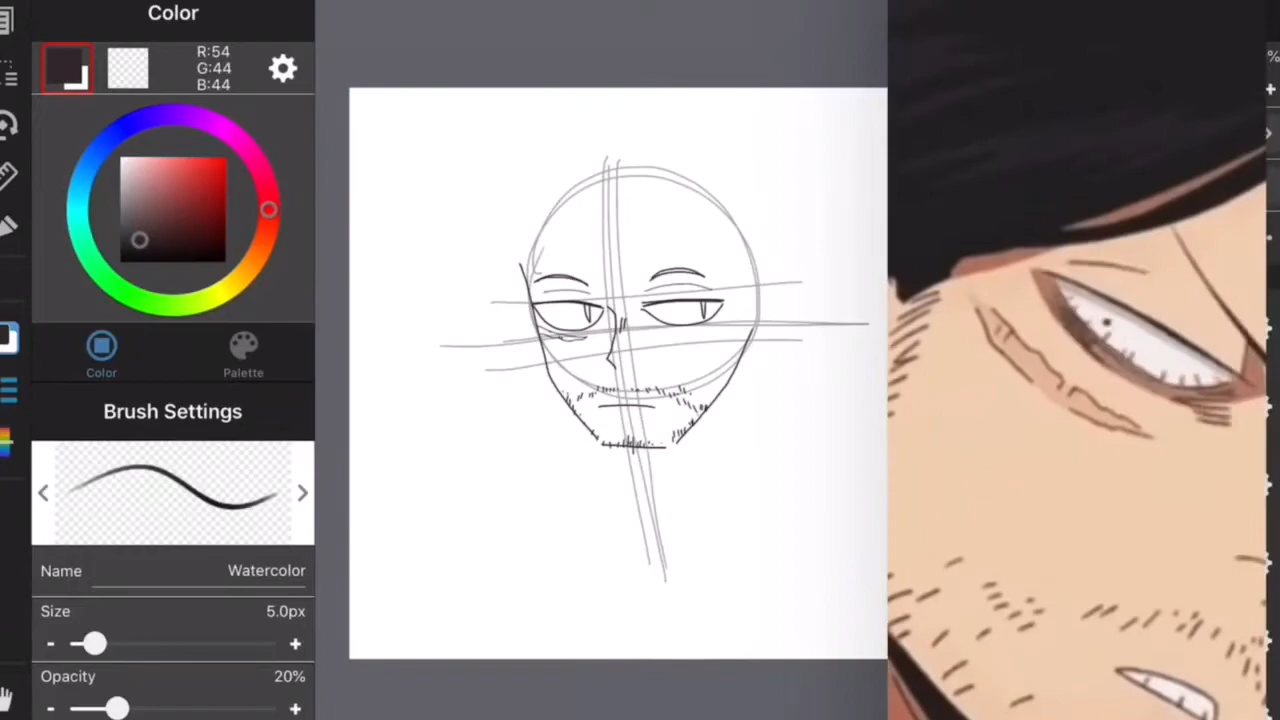 Color
R:54
G:44
B:44
Color
Palette
Brush Settings
Name Watercolor
Size 5.0px
- +
Opacity 20%
- +
%
+